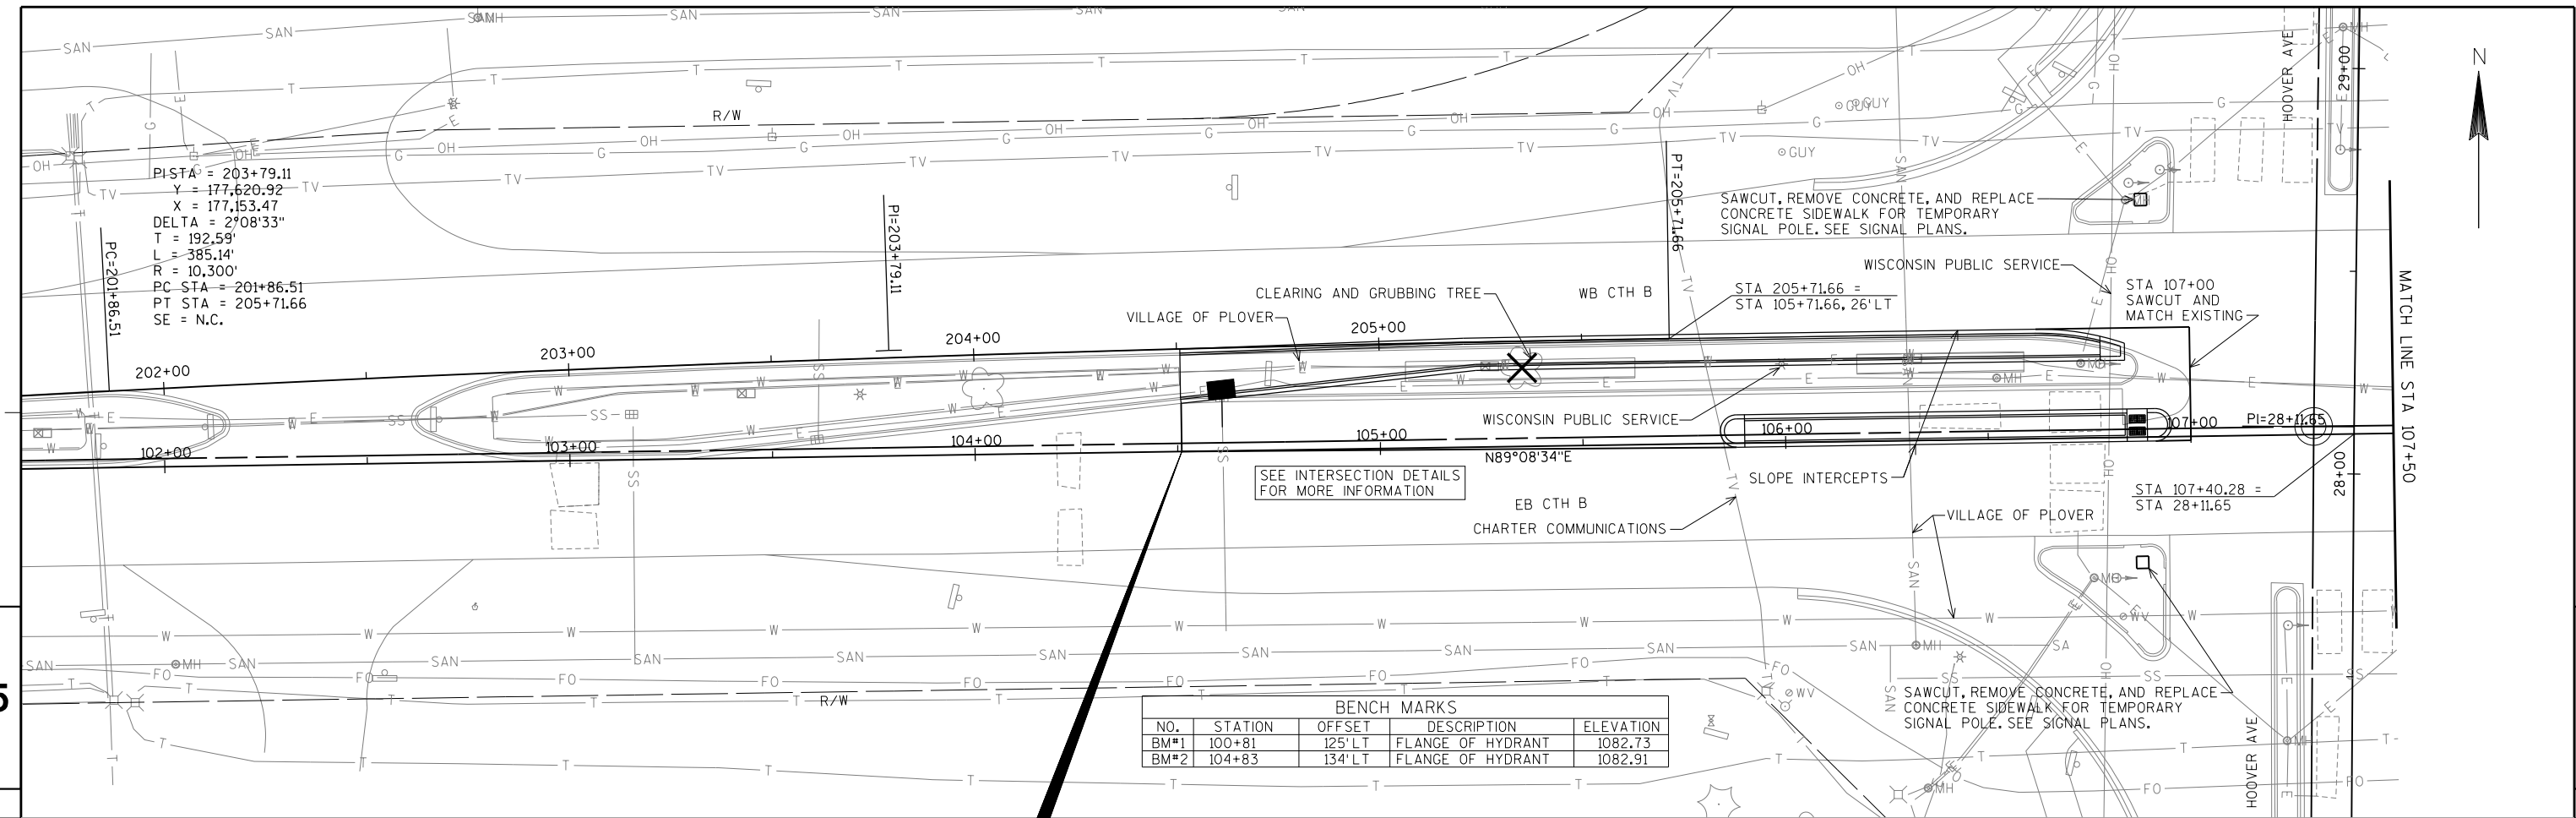 R/W
PI STA = 203+79.11
Y = 177,620.92
X = 177,153.47
DELTA = 2°08'33"
T = 192.59'
L = 385.14'
R = 10,300'
PC STA = 201+86.51
PT STA = 205+71.66
SE = N.C.
PC=201+86.51
PI=203+79.11
PT=205+71.66
GUY
GUY
SAWCUT, REMOVE CONCRETE, AND REPLACE
CONCRETE SIDEWALK FOR TEMPORARY
SIGNAL POLE. SEE SIGNAL PLANS.
HOOVER AVE
29+00
N
WISCONSIN PUBLIC SERVICE
CLEARING AND GRUBBING TREE
WB CTH B
STA 205+71.66 =
STA 105+71.66, 26' LT
STA 107+00
SAWCUT AND
MATCH EXISTING
VILLAGE OF PLOVER
MATCH LINE STA 107+50
202+00
203+00
204+00
205+00
WISCONSIN PUBLIC SERVICE
102+00
103+00
104+00
105+00
106+00
107+00
PI=28+11.65
N89°08'34"E
SEE INTERSECTION DETAILS
FOR MORE INFORMATION
SLOPE INTERCEPTS
28+00
STA 107+40.28 =
STA 28+11.65
EB CTH B
CHARTER COMMUNICATIONS
VILLAGE OF PLOVER
R/W
SAWCUT, REMOVE CONCRETE, AND REPLACE
CONCRETE SIDEWALK FOR TEMPORARY
SIGNAL POLE. SEE SIGNAL PLANS.
HOOVER AVE
BENCH MARKS
NO. STATION OFFSET DESCRIPTION ELEVATION
BM#1 100+81 125' LT FLANGE OF HYDRANT 1082.73
BM#2 104+83 134' LT FLANGE OF HYDRANT 1082.91